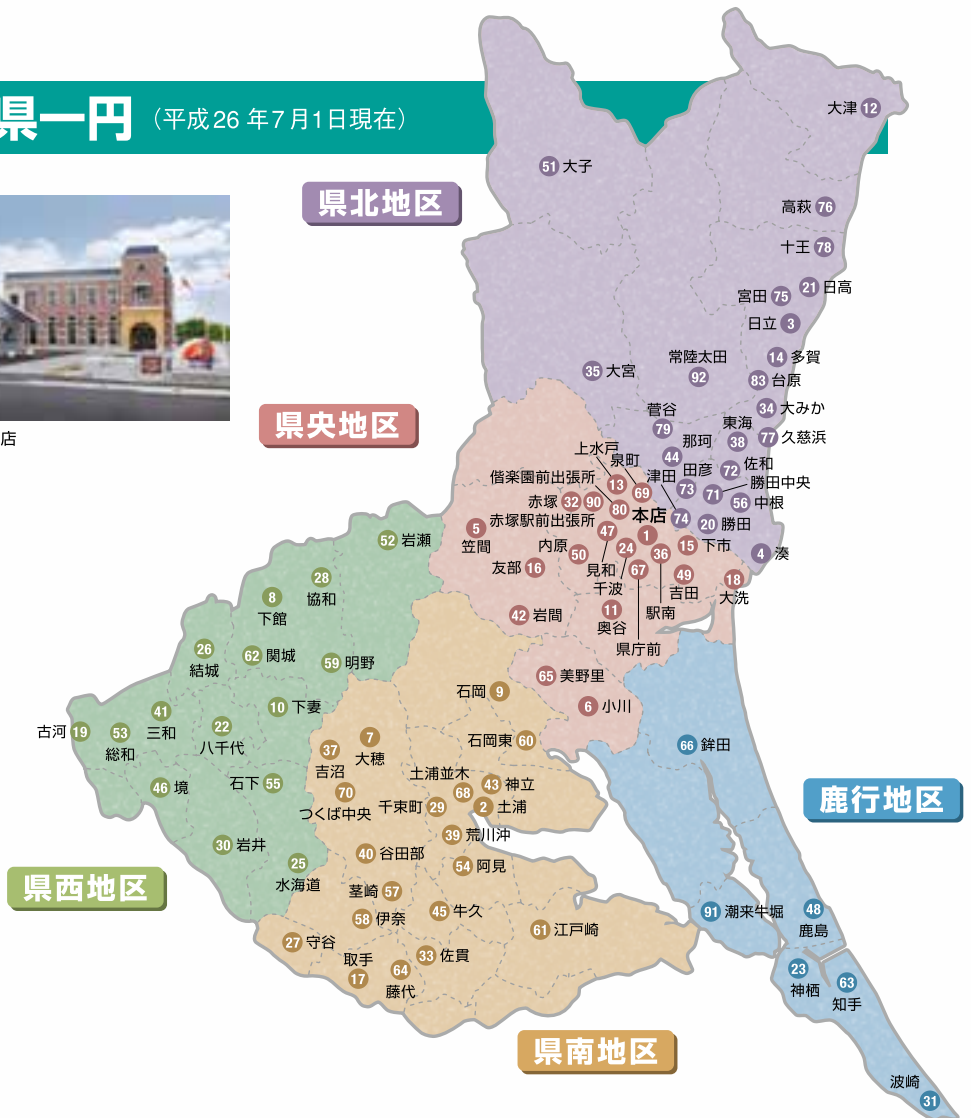 県一円（平成26年7月1日現在）
店
県北地区
大津 12
51 大子
高萩 76
十王 78
21 日高
宮田 75
日立 3
14 多賀
常陸太田
92
83 台原
35 大宮
34 大みか
菅谷
79
東海
38
77 久慈浜
那珂
44
72 佐和
田彦
73
71 勝田中央
56 中根
津田
74
20 勝田
4 湊
県央地区
上水戸
13
泉町
69
偕楽園前出張所
80
赤塚 32
90
赤塚駅前出張所
本店
1
5
笠間
47
見和
24
千波
36
駅南
15 下市
内原 50
67
県庁前
49
吉田
18
大洗
友部 16
11
奥谷
42 岩間
65 美野里
6 小川
52 岩瀬
28
協和
8
下館
26
結城
62 関城
59 明野
10 下妻
41
三和
古河 19
53
総和
22
八千代
46 境
石下 55
30 岩井
25
水海道
県西地区
石岡 9
石岡東 60
7
大穂
37
吉沼
土浦並木
68
43 神立
70
つくば中央
千束町 29
2 土浦
39 荒川沖
40 谷田部
54 阿見
茎崎 57
58 伊奈
45 牛久
61 江戸崎
27 守谷
33 佐貫
取手
17
64
藤代
県南地区
66 鉾田
鹿行地区
91 潮来牛堀
48
鹿島
23
神栖
63
知手
波崎
31